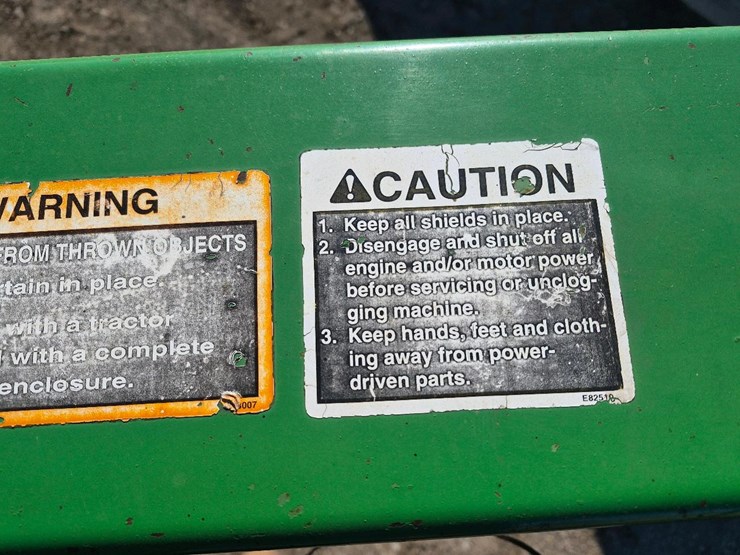 WARNING
FROM THROWN OBJECTS
tain in place.
with a tractor
with a complete
enclosure.
007
CAUTION
1. Keep all shields in place.
2. Disengage and shut off all
engine and/or motor power
before servicing or unclog-
ging machine.
3. Keep hands, feet and cloth-
ing away from power-
driven parts.
E82510